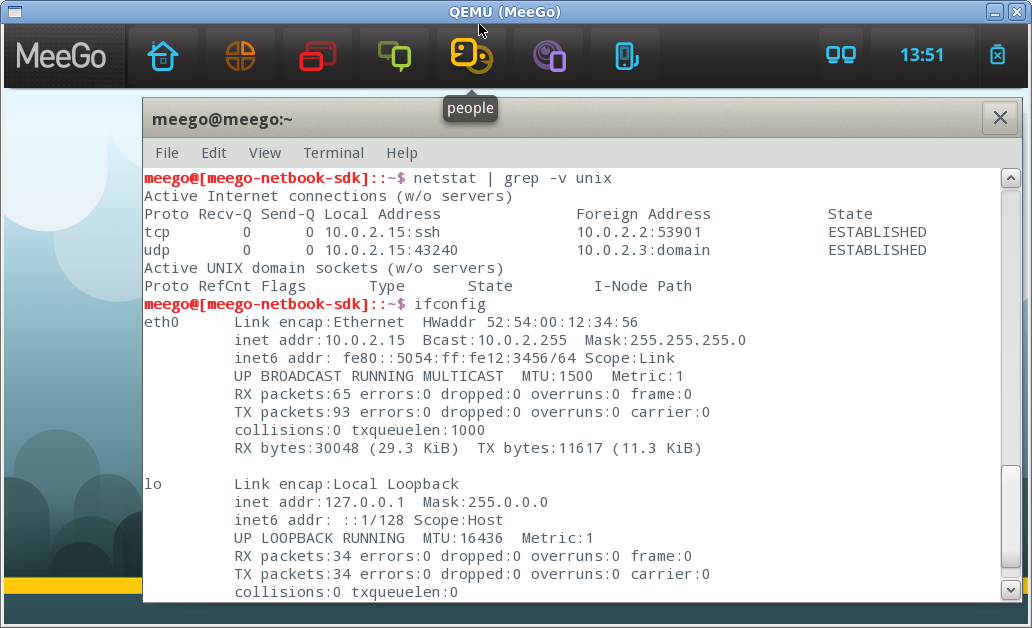 QEMU (MeeGo)
MeeGo
13:51
people
meego@meego:~
File Edit View Terminal Help
meego@[meego-netbook-sdk]::~$ netstat | grep -v unix
Active Internet connections (w/o servers)
Proto Recv-Q Send-Q Local Address               Foreign Address             State
tcp        0      0 10.0.2.15:ssh               10.0.2.2:53901              ESTABLISHED
udp        0      0 10.0.2.15:43240             10.0.2.3:domain             ESTABLISHED
Active UNIX domain sockets (w/o servers)
Proto RefCnt Flags       Type       State         I-Node Path
meego@[meego-netbook-sdk]::~$ ifconfig
eth0      Link encap:Ethernet  HWaddr 52:54:00:12:34:56
          inet addr:10.0.2.15  Bcast:10.0.2.255  Mask:255.255.255.0
          inet6 addr: fe80::5054:ff:fe12:3456/64 Scope:Link
          UP BROADCAST RUNNING MULTICAST  MTU:1500  Metric:1
          RX packets:65 errors:0 dropped:0 overruns:0 frame:0
          TX packets:93 errors:0 dropped:0 overruns:0 carrier:0
          collisions:0 txqueuelen:1000
          RX bytes:30048 (29.3 KiB)  TX bytes:11617 (11.3 KiB)
lo        Link encap:Local Loopback
          inet addr:127.0.0.1  Mask:255.0.0.0
          inet6 addr: ::1/128 Scope:Host
          UP LOOPBACK RUNNING  MTU:16436  Metric:1
          RX packets:34 errors:0 dropped:0 overruns:0 frame:0
          TX packets:34 errors:0 dropped:0 overruns:0 carrier:0
          collisions:0 txqueuelen:0